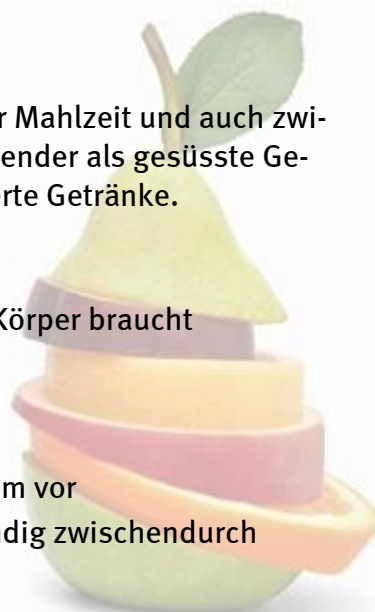 r Mahlzeit und auch zwi-
ender als gesüsste Ge-
rte Getränke.
Körper braucht
m vor
dig zwischendurch